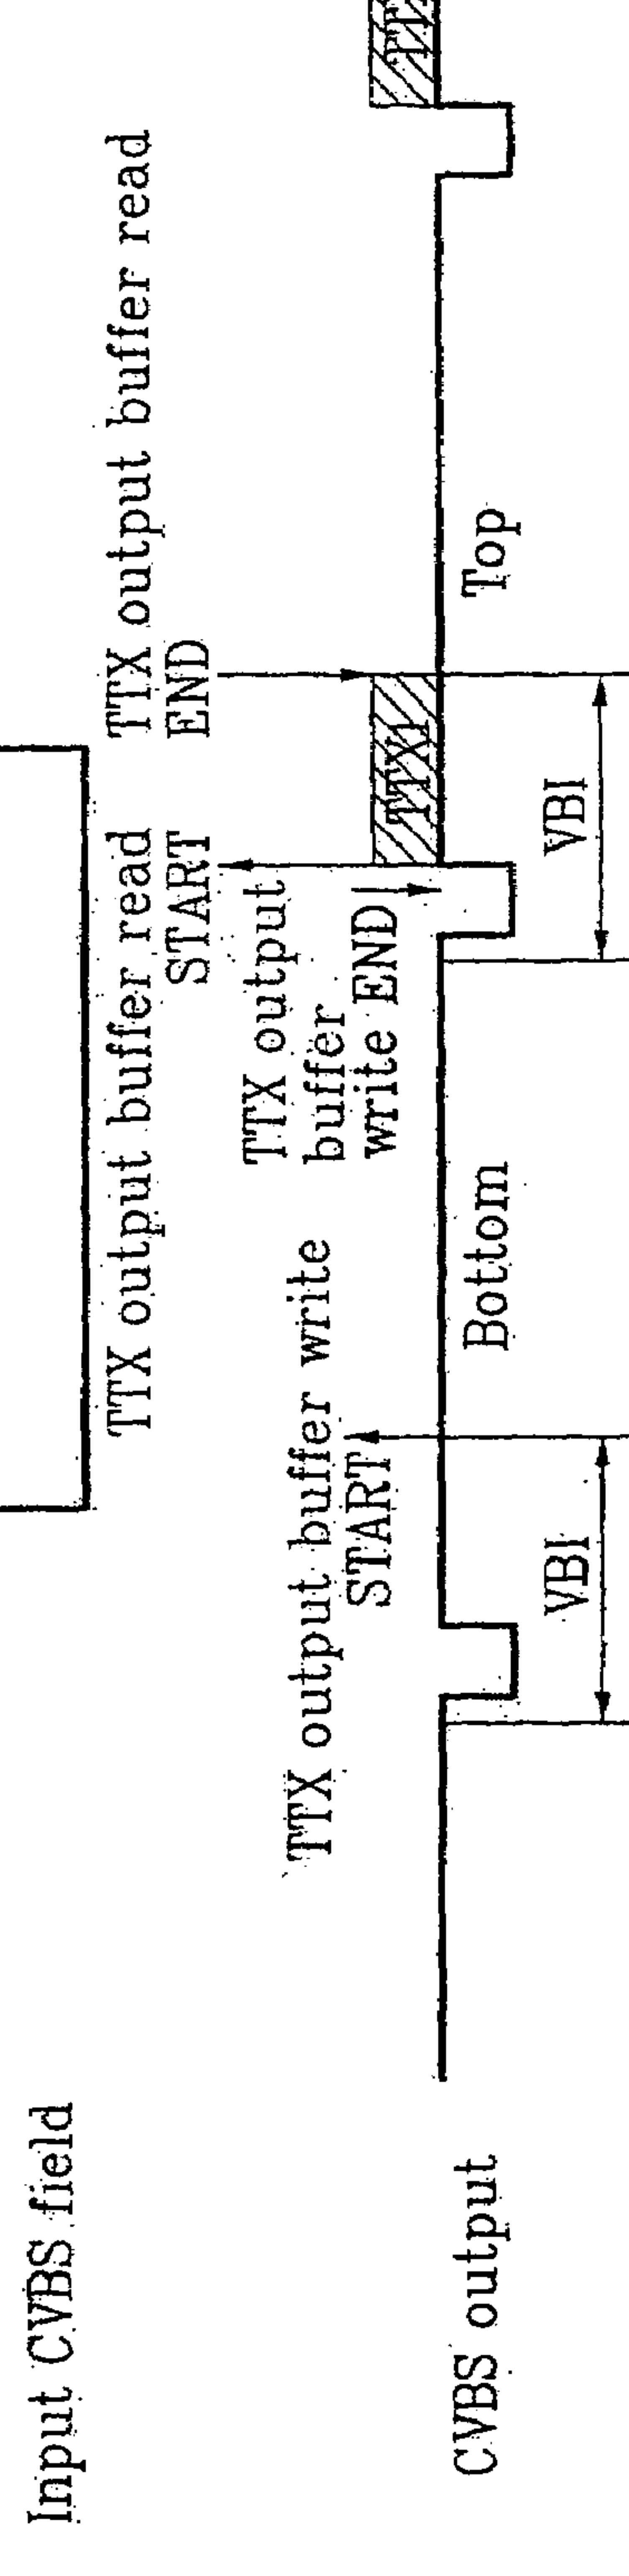 Input CVBS field
TTX output buffer read
START
TTX output buffer read
END
TTX output buffer write
START
TTX output
buffer
write END
TTX1
CVBS output
Bottom
Top
VBI
VBI